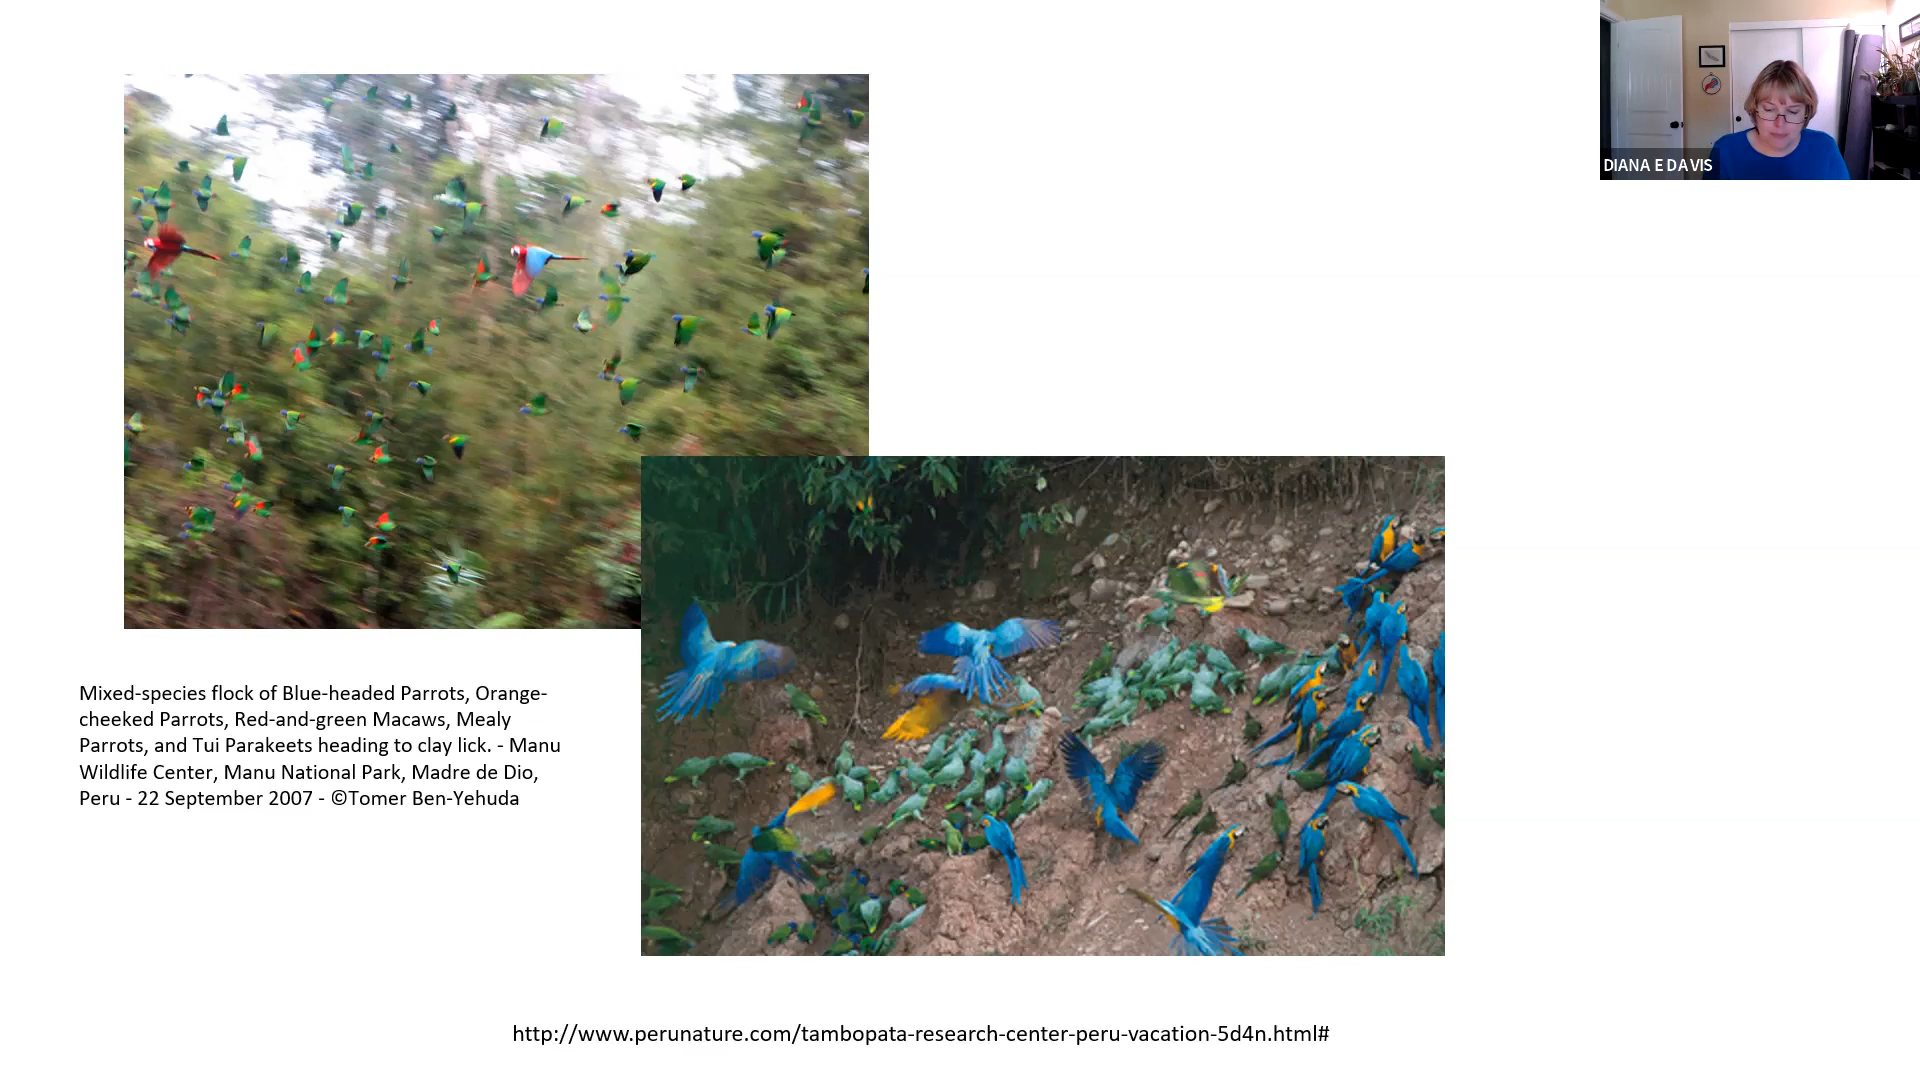 DIANA E DAVIS
Mixed-species flock of Blue-headed Parrots, Orange-
cheeked Parrots, Red-and-green Macaws, Mealy
Parrots, and Tui Parakeets heading to clay lick. - Manu
Wildlife Center, Manu National Park, Madre de Dio,
Peru - 22 September 2007 - ©Tomer Ben-Yehuda
http://www.perunature.com/tambopata-research-center-peru-vacation-5d4n.html#